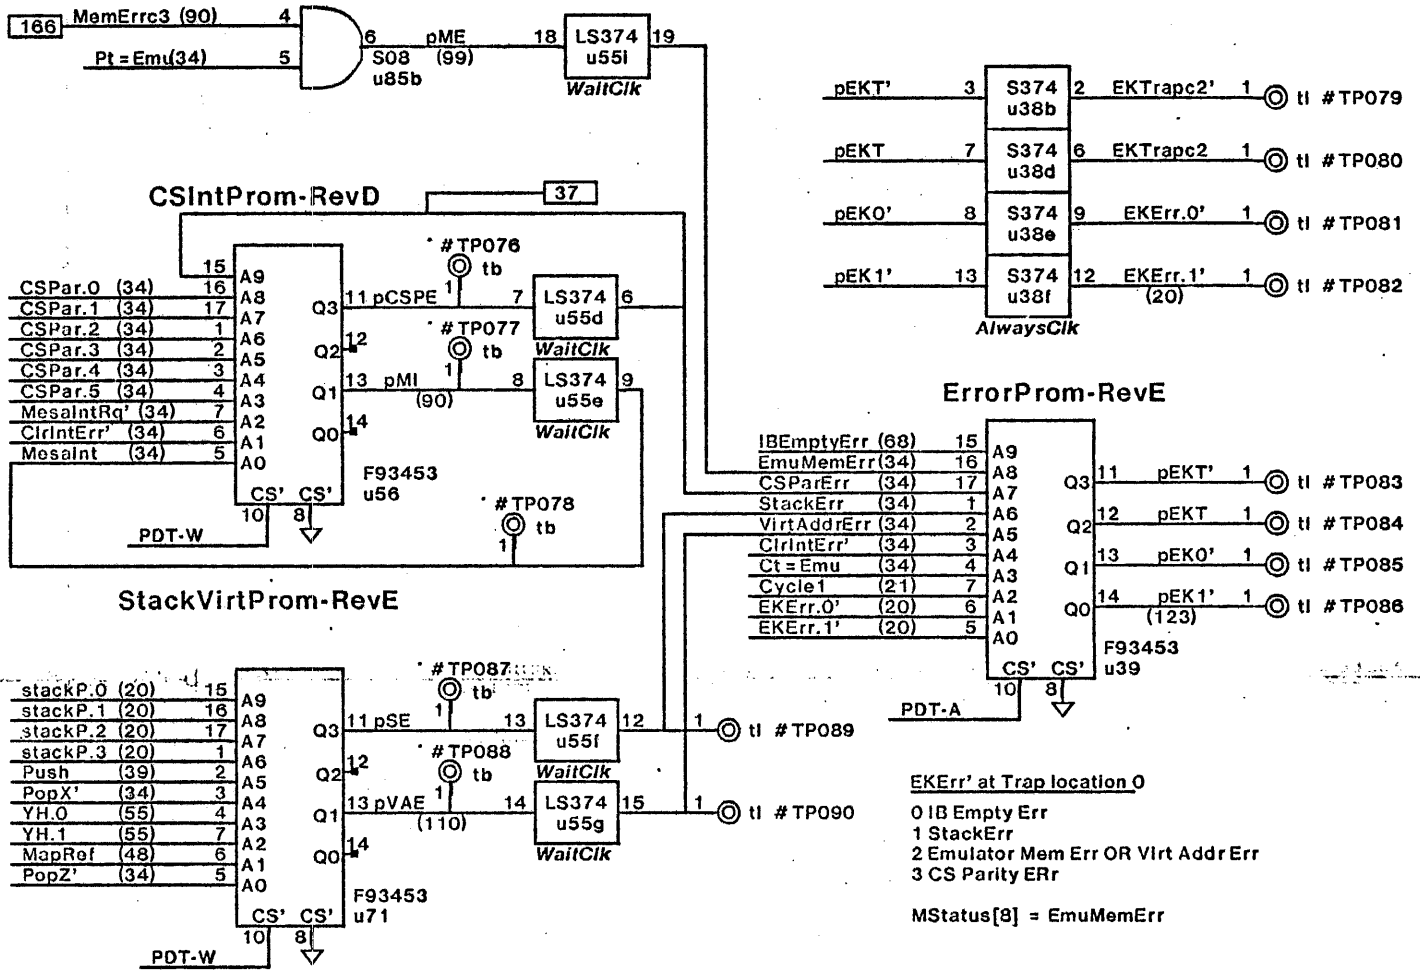 166 MemErrc3 (90) 4
Pt = Emu(34) 5
6 pME (99)
S08
u85b
18 LS374 19
u55i
WaitClk
pEKT' 3 S374 2 EKTrapc2' 1 tl #TP079
u38b
pEKT 7 S374 6 EKTrapc2 1 tl #TP080
u38d
pEK0' 8 S374 9 EKErr.0' 1 tl #TP081
u38e
pEK1' 13 S374 12 EKErr.1' 1 tl #TP082
u38f (20)
AlwaysClk
CSIntProm-RevD
37
15 A9
CSPar.0 (34) 16 A8
CSPar.1 (34) 17 A7
CSPar.2 (34) 1 A6
CSPar.3 (34) 2 A5
CSPar.4 (34) 3 A4
CSPar.5 (34) 4 A3
MesaIntRq' (34) 7 A2
ClrIntErr' (34) 6 A1
MesaInt (34) 5 A0
Q3 11 pCSPE
Q2 12
Q1 13 pMI
(90)
Q0 14
F93453
u56
CS' CS'
10 8
PDT-W
#TP076
tb
1
7 LS374 6
u55d
WaitClk
#TP077
tb
1
8 LS374 9
u55e
WaitClk
#TP078
tb
1
ErrorProm-RevE
IBEmptyErr (68) 15 A9
EmuMemErr(34) 16 A8
CSParErr (34) 17 A7
StackErr (34) 1 A6
VirtAddrErr (34) 2 A5
ClrIntErr' (34) 3 A4
Ct = Emu (34) 4 A3
Cycle1 (21) 7 A2
EKErr.0' (20) 6 A1
EKErr.1' (20) 5 A0
Q3 11 pEKT' 1 tl #TP083
Q2 12 pEKT 1 tl #TP084
Q1 13 pEK0' 1 tl #TP085
Q0 14 pEK1' 1 tl #TP086
(123)
F93453
u39
CS' CS'
10 8
PDT-A
StackVirtProm-RevE
stackP.0 (20) 15 A9
stackP.1 (20) 16 A8
stackP.2 (20) 17 A7
stackP.3 (20) 1 A6
Push (39) 2 A5
PopX' (34) 3 A4
YH.0 (55) 4 A3
YH.1 (55) 7 A2
MapRef (48) 6 A1
PopZ' (34) 5 A0
Q3 11 pSE
Q2 12
Q1 13 pVAE
(110)
Q0 14
F93453
u71
CS' CS'
10 8
PDT-W
#TP087
tb
1
13 LS374 12 1 tl #TP089
u55f
WaitClk
#TP088
tb
1
14 LS374 15 1 tl #TP090
u55g
WaitClk
EKErr' at Trap location 0
0 IB Empty Err
1 StackErr
2 Emulator Mem Err OR Virt Addr Err
3 CS Parity ERr
MStatus[8] = EmuMemErr